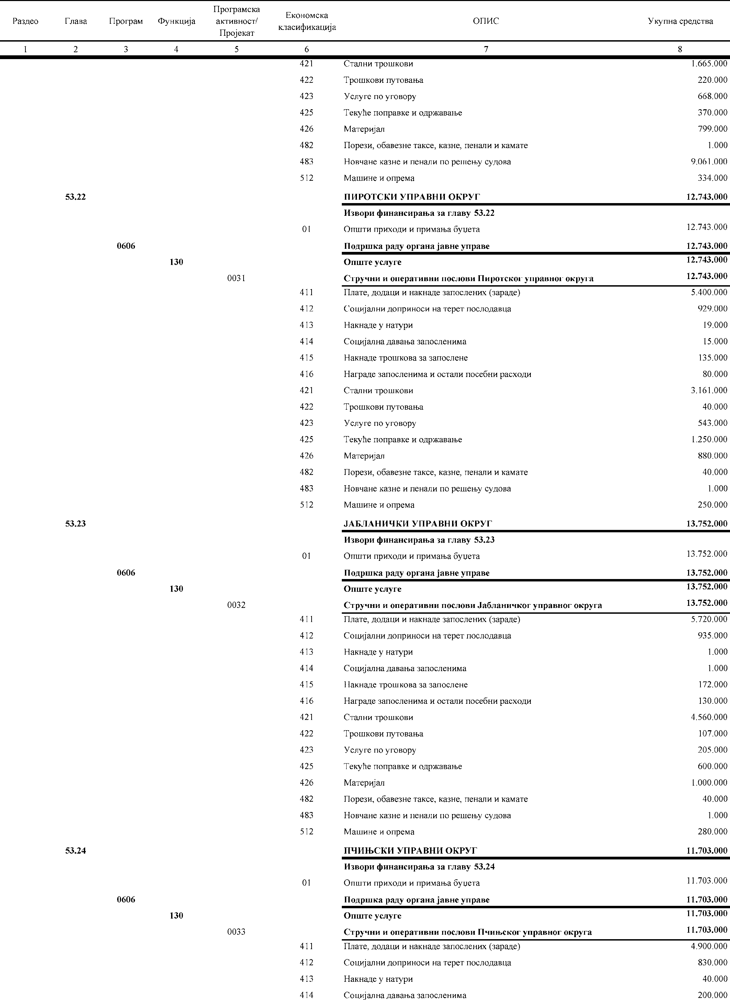 Раздео Глава Програм Функција Програмска активност/ Пројекат Економска класификација ОПИС Укупна средства
1 2 3 4 5 6 7 8
421 Стални трошкови 1.665.000
422 Трошкови путовања 220.000
423 Услуге по уговору 668.000
425 Текуће поправке и одржавање 370.000
426 Материјал 799.000
482 Порези, обавезне таксе, казне, пенали и камате 1.000
483 Новчане казне и пенали по решењу судова 9.061.000
512 Машине и опрема 334.000
53.22 ПИРОТСКИ УПРАВНИ ОКРУГ 12.743.000
Извори финансирања за главу 53.22
01 Општи приходи и примања буџета 12.743.000
0606 Подршка раду органа јавне управе 12.743.000
130 Опште услуге 12.743.000
0031 Стручни и оперативни послови Пиротског управног округа 12.743.000
411 Плате, додаци и накнаде запослених (зараде) 5.400.000
412 Социјални доприноси на терет послодавца 929.000
413 Накнаде у натури 19.000
414 Социјална давања запосленима 15.000
415 Накнаде трошкова за запослене 135.000
416 Награде запосленима и остали посебни расходи 80.000
421 Стални трошкови 3.161.000
422 Трошкови путовања 40.000
423 Услуге по уговору 543.000
425 Текуће поправке и одржавање 1.250.000
426 Материјал 880.000
482 Порези, обавезне таксе, казне, пенали и камате 40.000
483 Новчане казне и пенали по решењу судова 1.000
512 Машине и опрема 250.000
53.23 ЈАБЛАНИЧКИ УПРАВНИ ОКРУГ 13.752.000
Извори финансирања за главу 53.23
01 Општи приходи и примања буџета 13.752.000
0606 Подршка раду органа јавне управе 13.752.000
130 Опште услуге 13.752.000
0032 Стручни и оперативни послови Јабланичког управног округа 13.752.000
411 Плате, додаци и накнаде запослених (зараде) 5.720.000
412 Социјални доприноси на терет послодавца 935.000
413 Накнаде у натури 1.000
414 Социјална давања запосленима 1.000
415 Накнаде трошкова за запослене 172.000
416 Награде запосленима и остали посебни расходи 130.000
421 Стални трошкови 4.560.000
422 Трошкови путовања 107.000
423 Услуге по уговору 205.000
425 Текуће поправке и одржавање 600.000
426 Материјал 1.000.000
482 Порези, обавезне таксе, казне, пенали и камате 40.000
483 Новчане казне и пенали по решењу судова 1.000
512 Машине и опрема 280.000
53.24 ПЧИЊСКИ УПРАВНИ ОКРУГ 11.703.000
Извори финансирања за главу 53.24
01 Општи приходи и примања буџета 11.703.000
0606 Подршка раду органа јавне управе 11.703.000
130 Опште услуге 11.703.000
0033 Стручни и оперативни послови Пчињског управног округа 11.703.000
411 Плате, додаци и накнаде запослених (зараде) 4.900.000
412 Социјални доприноси на терет послодавца 830.000
413 Накнаде у натури 40.000
414 Социјална давања запосленима 200.000